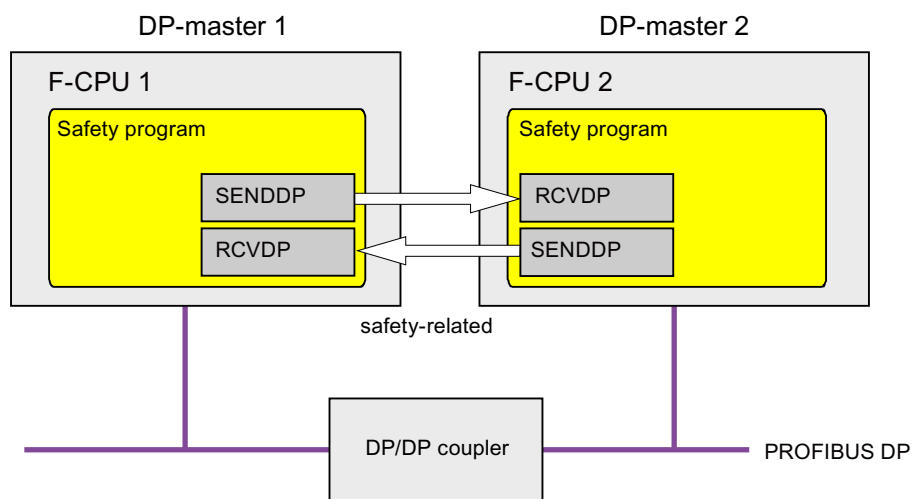 DP-master 1
DP-master 2
F-CPU 1
F-CPU 2
Safety program
Safety program
SENDDP
RCVDP
RCVDP
SENDDP
safety-related
DP/DP coupler
PROFIBUS DP